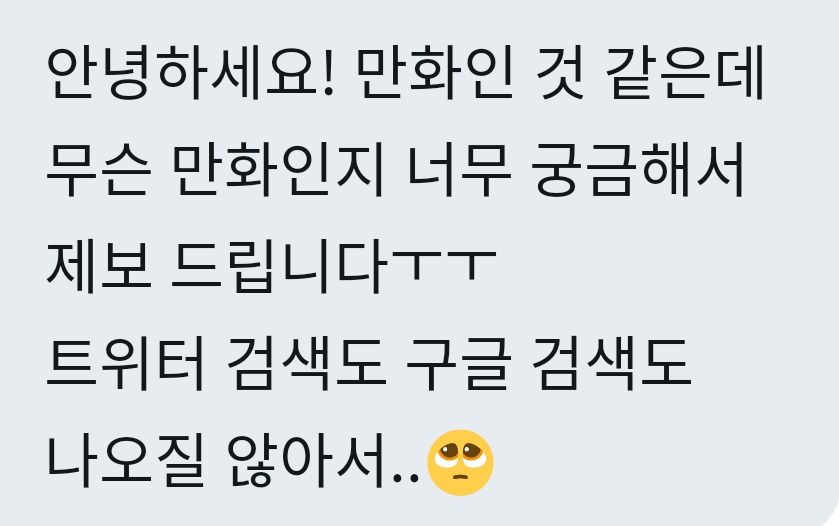 안녕하세요! 만화인 것 같은데
무슨 만화인지 너무 궁금해서
제보 드립니다ㅜㅜ
트위터 검색도 구글 검색도
나오질 않아서..🥺